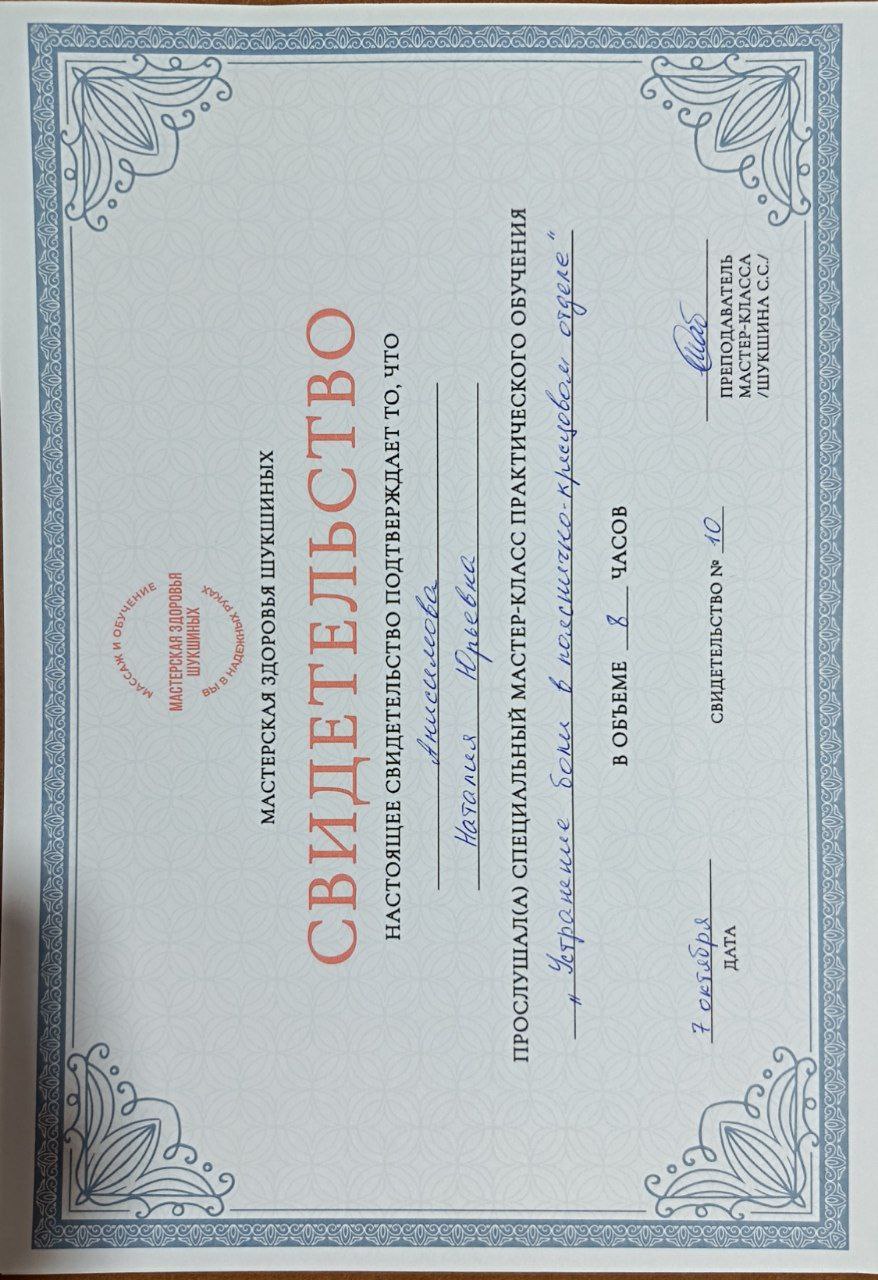 МАССАЖ И ОБУЧЕНИЕ
МАСТЕРСКАЯ ЗДОРОВЬЯ
ШУКШИНЫХ
ВЫ В НАДЕЖНЫХ РУКАХ
МАСТЕРСКАЯ ЗДОРОВЬЯ ШУКШИНЫХ
СВИДЕТЕЛЬСТВО
НАСТОЯЩЕЕ СВИДЕТЕЛЬСТВО ПОДТВЕРЖДАЕТ ТО, ЧТО
Анисимова
Наталия Юрьевна
ПРОСЛУШАЛ(А) СПЕЦИАЛЬНЫЙ МАСТЕР-КЛАСС ПРАКТИЧЕСКОГО ОБУЧЕНИЯ
„Устранение боли в пояснично-крестцовом отделе"
В ОБЪЕМЕ 8 ЧАСОВ
7 октября
ДАТА
СВИДЕТЕЛЬСТВО № 10
ПРЕПОДАВАТЕЛЬ
МАСТЕР-КЛАССА
/ШУКШИНА С.С./